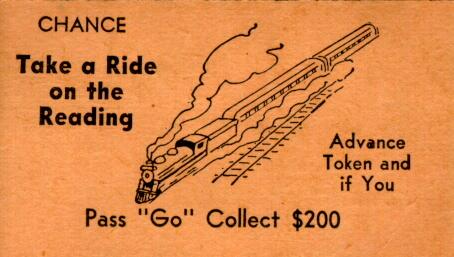 CHANCE
Take a Ride
on the
Reading
Advance
Token and
if You
Pass "Go" Collect $200